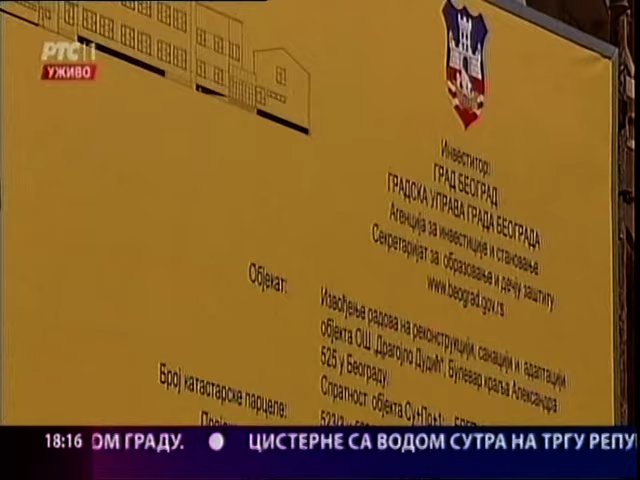 РТС 1
УЖИВО
Инвеститор:
ГРАД БЕОГРАД
ГРАДСКА УПРАВА ГРАДА БЕОГРАДА
Агенција за инвестиције и становање
Секретаријат за образовање и дечју заштиту
www.beograd.gov.rs
Објекат:
Извођење радова на реконструкцији, санацији и адаптацији
објекта ОШ „Драгојло Дудић", Булевар краља Александра
525 у Београду.
Број катастарске парцеле:
Спратност објекта Су+По+1;
18:16 ОМ ГРАДУ. ЦИСТЕРНЕ СА ВОДОМ СУТРА НА ТРГУ РЕПУ